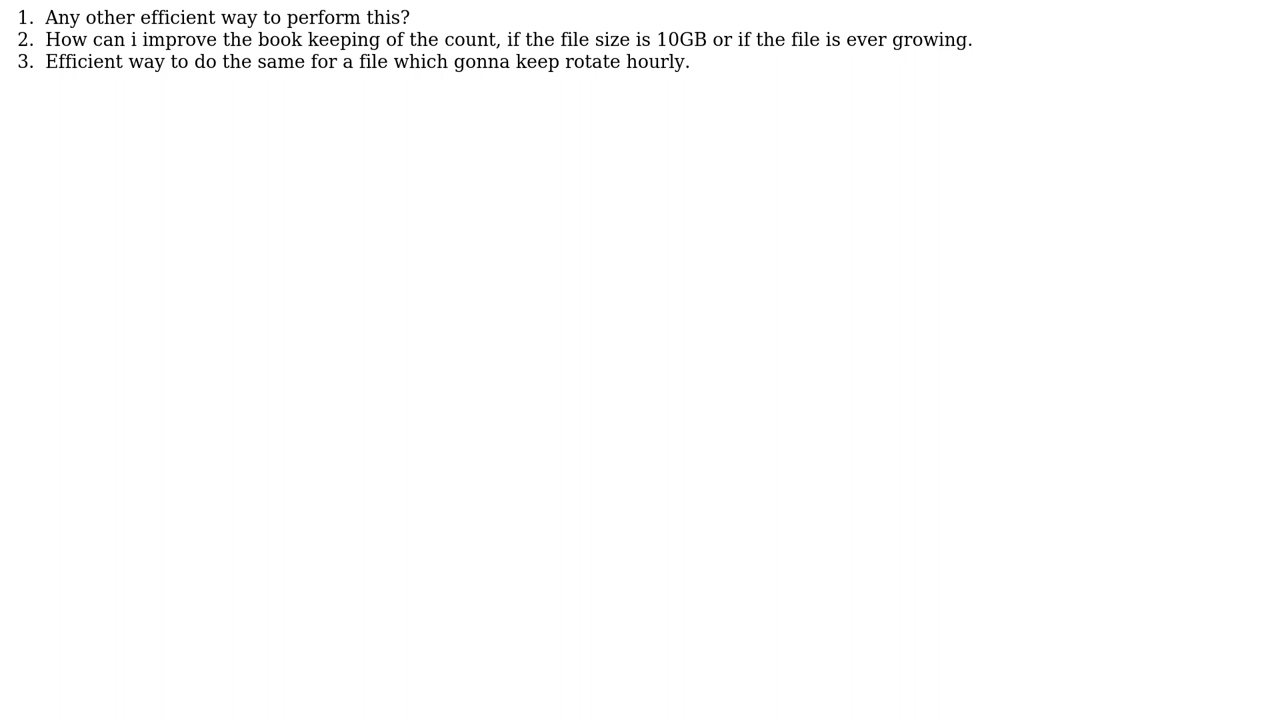 1. Any other efficient way to perform this?
2. How can i improve the book keeping of the count, if the file size is 10GB or if the file is ever growing.
3. Efficient way to do the same for a file which gonna keep rotate hourly.